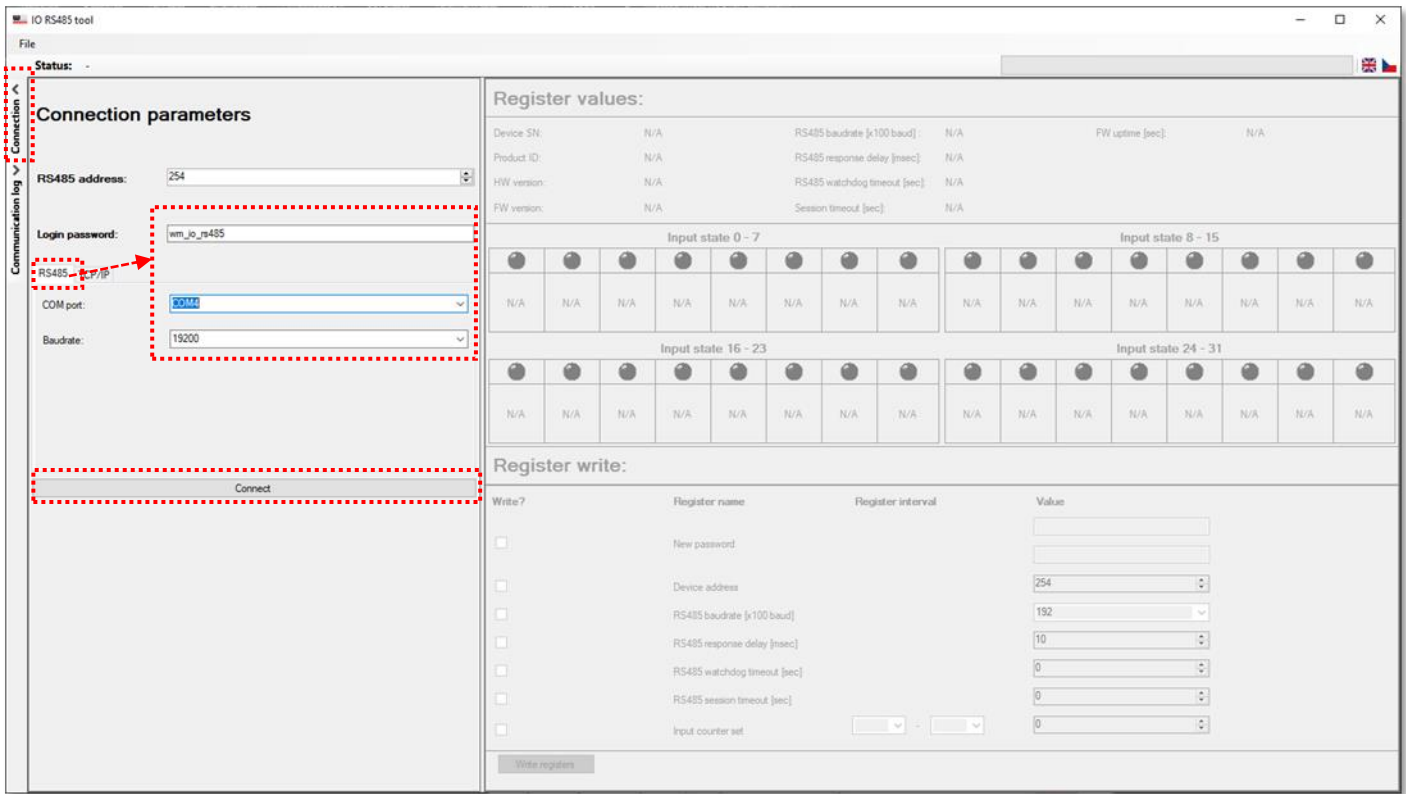 IO RS485 tool
File
Status: -
Connection
Communication log
Connection parameters
RS485 address: 254
Login password: wm_io_rs485
RS485 TCP/IP
COM port: COM4
Baudrate: 19200
Connect
Register values:
Device SN: N/A RS485 baudrate [x100 baud] : N/A FW uptime [sec]: N/A
Product ID: N/A RS485 response delay [msec]: N/A
HW version: N/A RS485 watchdog timeout [sec]: N/A
FW version: N/A Session timeout [sec]: N/A
Input state 0 - 7 Input state 8 - 15
N/A N/A N/A N/A N/A N/A N/A N/A N/A N/A N/A N/A N/A N/A N/A N/A
Input state 16 - 23 Input state 24 - 31
N/A N/A N/A N/A N/A N/A N/A N/A N/A N/A N/A N/A N/A N/A N/A N/A
Register write:
Write? Register name Register interval Value
New password
Device address 254
RS485 baudrate [x100 baud] 192
RS485 response delay [msec] 10
RS485 watchdog timeout [sec] 0
RS485 session timeout [sec] 0
Input counter set - 0
Write registers